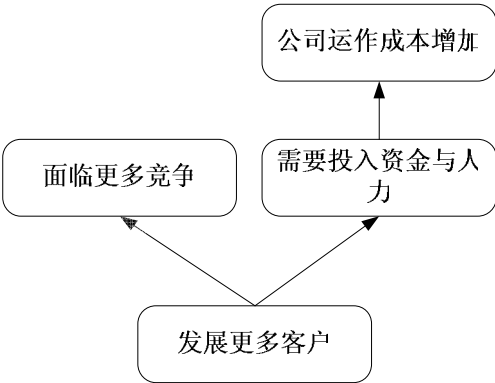 公司运作成本增加
面临更多竞争
需要投入资金与人
力
发展更多客户